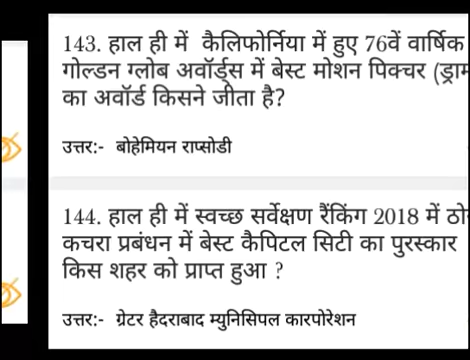 143. हाल ही में कैलिफोर्निया में हुए 76वें वार्षिक
गोल्डन ग्लोब अवॉर्ड्स में बेस्ट मोशन पिक्चर (ड्राम
का अवॉर्ड किसने जीता है?
उत्तर:- बोहेमियन राप्सोडी
144. हाल ही में स्वच्छ सर्वेक्षण रैंकिंग 2018 में ठो
कचरा प्रबंधन में बेस्ट कैपिटल सिटी का पुरस्कार
किस शहर को प्राप्त हुआ ?
उत्तर:- ग्रेटर हैदराबाद म्युनिसिपल कारपोरेशन